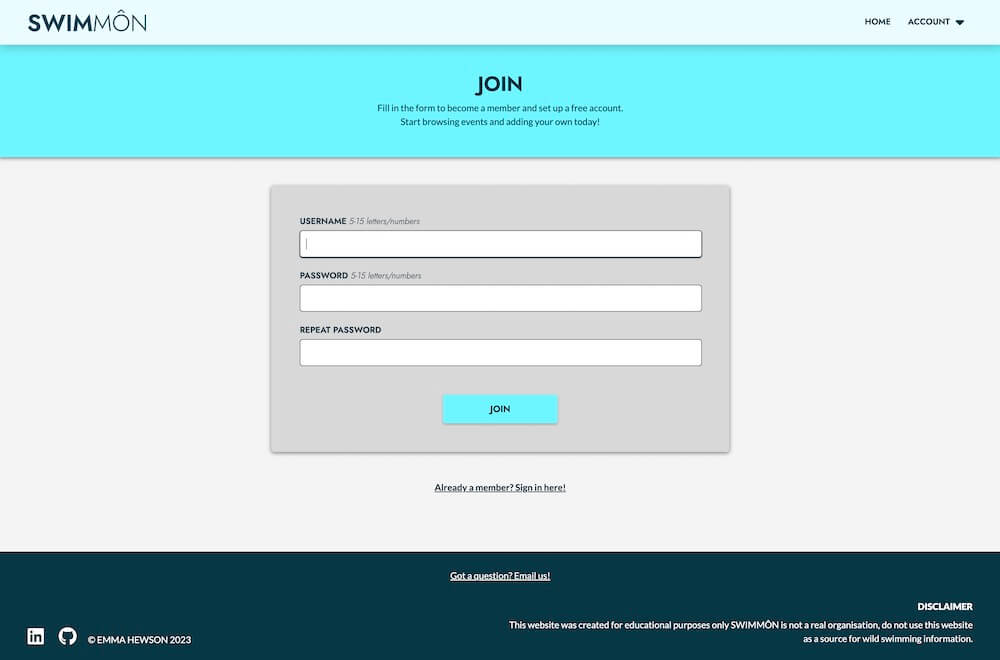 SWIMMÔN
HOME ACCOUNT
JOIN
Fill in the form to become a member and set up a free account.
Start browsing events and adding your own today!
USERNAME 5-15 letters/numbers
PASSWORD 5-15 letters/numbers
REPEAT PASSWORD
JOIN
Already a member? Sign in here!
Got a question? Email us!
DISCLAIMER
This website was created for educational purposes only SWIMMÔN is not a real organisation, do not use this website
as a source for wild swimming information.
in
© EMMA HEWSON 2023